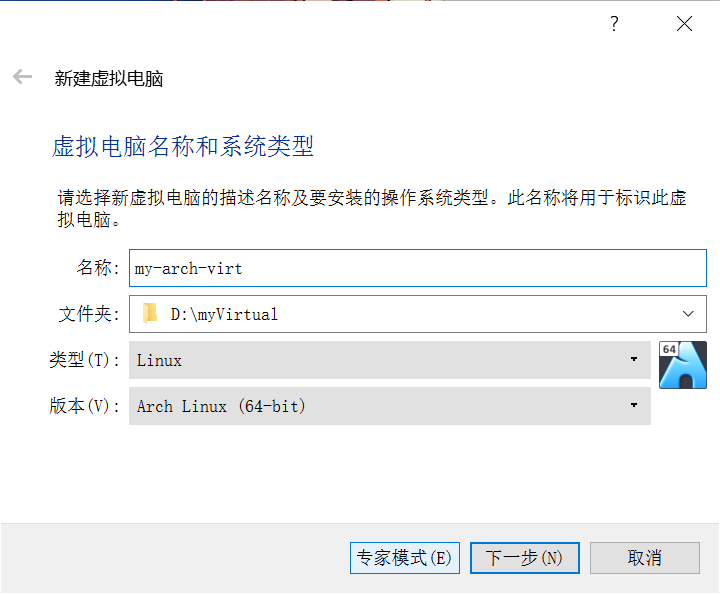 ?
新建虚拟电脑
虚拟电脑名称和系统类型
请选择新虚拟电脑的描述名称及要安装的操作系统类型。此名称将用于标识此虚
拟电脑。
名称: my-arch-virt
文件夹: D:\myVirtual
类型(T): Linux
64
版本(V): Arch Linux (64-bit)
专家模式(E) 下一步(N) 取消